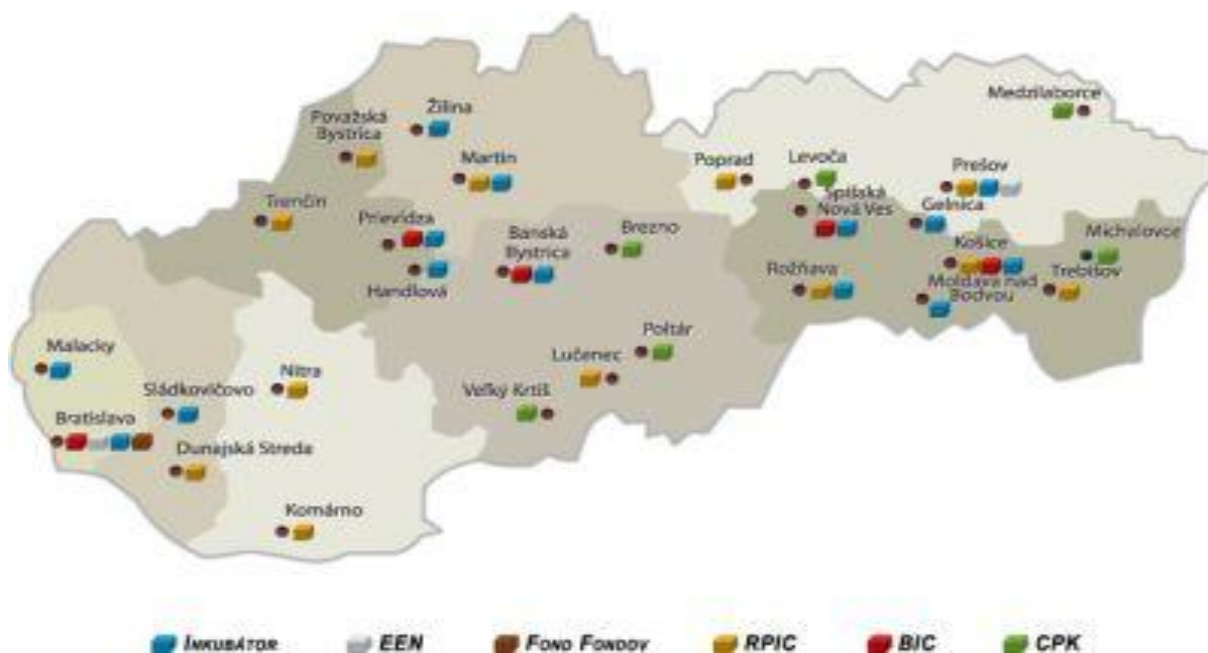 Medzilaborce
Žilina
Považská
Bystrica
Martin
Poprad
Levoča
Prešov
Trenčín
Prievidza
Spišská
Nová Ves
Gelnica
Banská
Bystrica
Brezno
Košice
Michalovce
Handlová
Rožňava
Moldava nad
Bodvou
Trebišov
Malacky
Poltár
Lučenec
Nitra
Sládkovičovo
Veľký Krtíš
Bratislava
Dunajská Streda
Komárno
INKUBÁTOR EEN FOND FONDOV RPIC BIC CPK